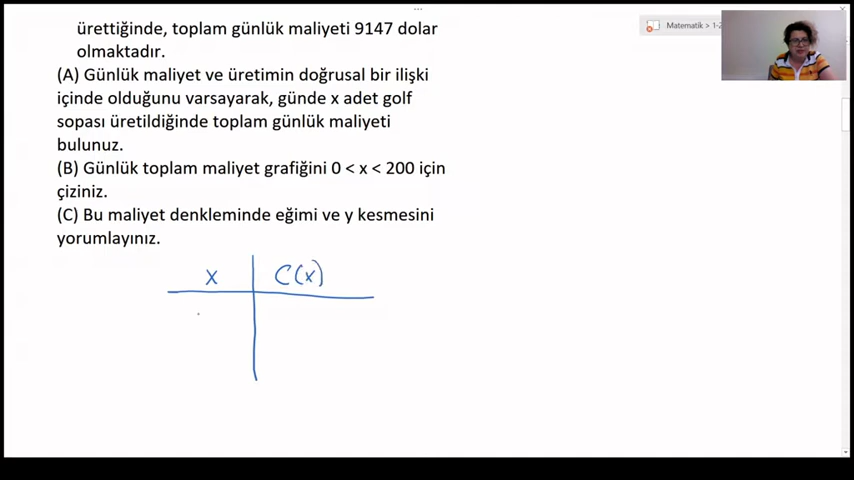 ürettiğinde, toplam günlük maliyeti 9147 dolar
olmaktadır.
(A) Günlük maliyet ve üretimin doğrusal bir ilişki
içinde olduğunu varsayarak, günde x adet golf
sopası üretildiğinde toplam günlük maliyeti
bulunuz.
(B) Günlük toplam maliyet grafiğini 0 < x < 200 için
çiziniz.
(C) Bu maliyet denkleminde eğimi ve y kesmesini
yorumlayınız.
x C(x)
Matematik > 1-2